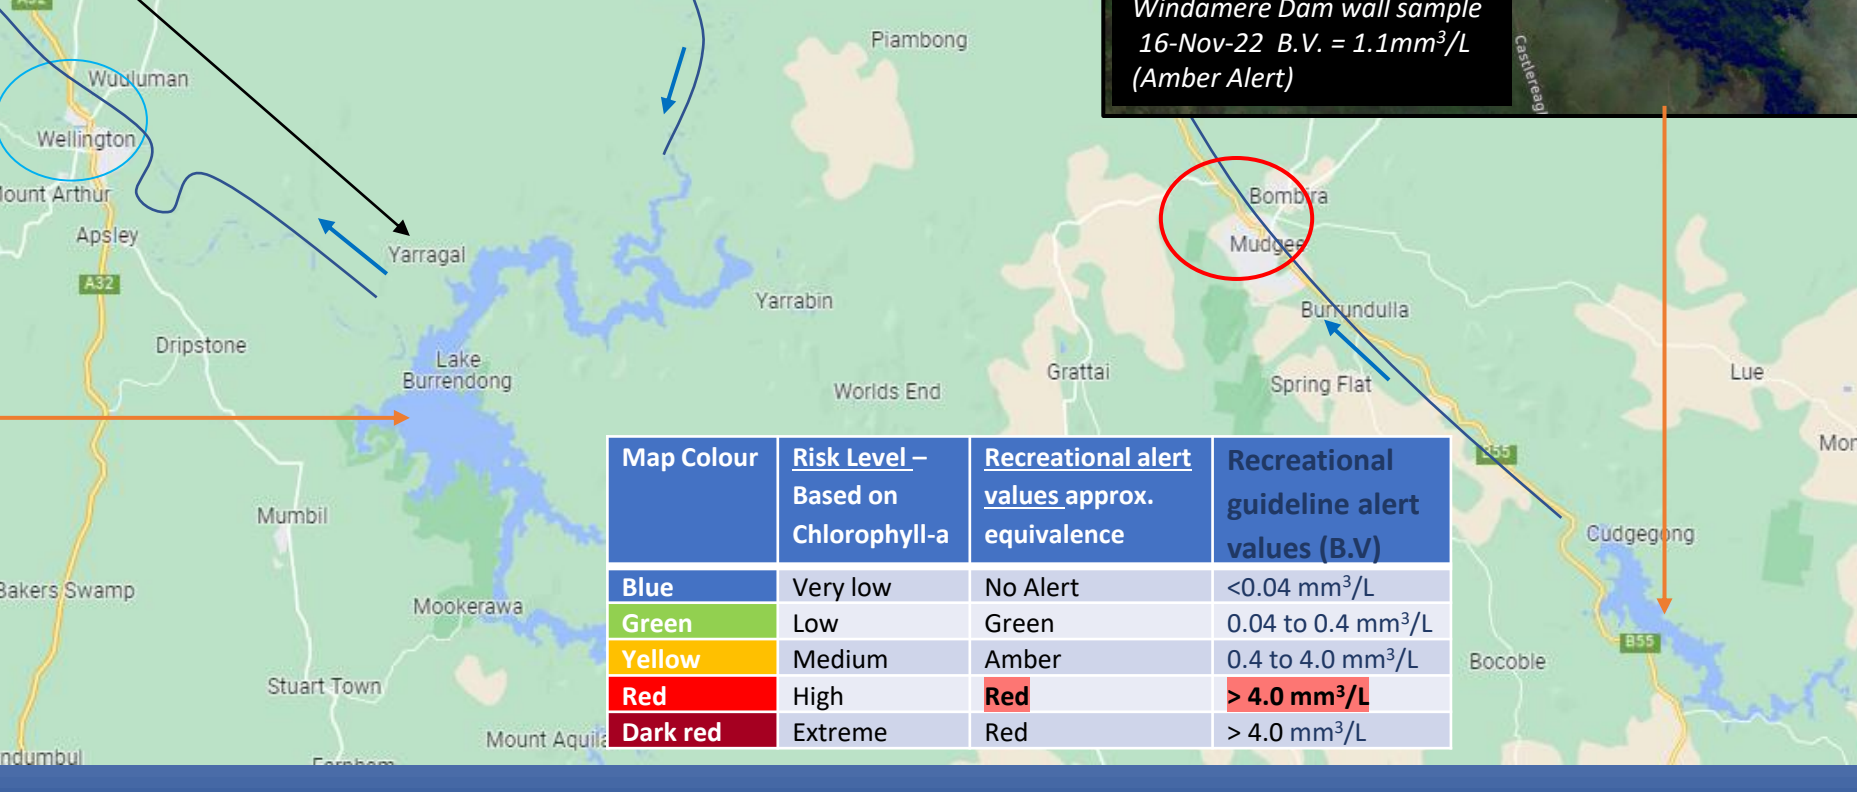 A32
Windamere Dam wall sample
16-Nov-22 B.V. = 1.1mm³/L
(Amber Alert)
Piambong
Wuuluman
Wellington
Mount Arthur
Apsley
A32
Yarragal
Bombira
Mudgee
Yarrabin
Burrundulla
Dripstone
Lake
Burrendong
Grattai
Worlds End
Spring Flat
Lue
Map Colour
Risk Level –
Based on
Chlorophyll-a
Recreational alert
values approx.
equivalence
Recreational
guideline alert
values (B.V)
Blue Very low No Alert <0.04 mm³/L
Green Low Green 0.04 to 0.4 mm³/L
Yellow Medium Amber 0.4 to 4.0 mm³/L
Red High Red > 4.0 mm³/L
Dark red Extreme Red > 4.0 mm³/L
Mor
B55
Mumbil
Cudgegong
Bakers Swamp
Mookerawa
B55
Bocoble
Stuart Town
Mount Aquila
ndumbul
Castlereag